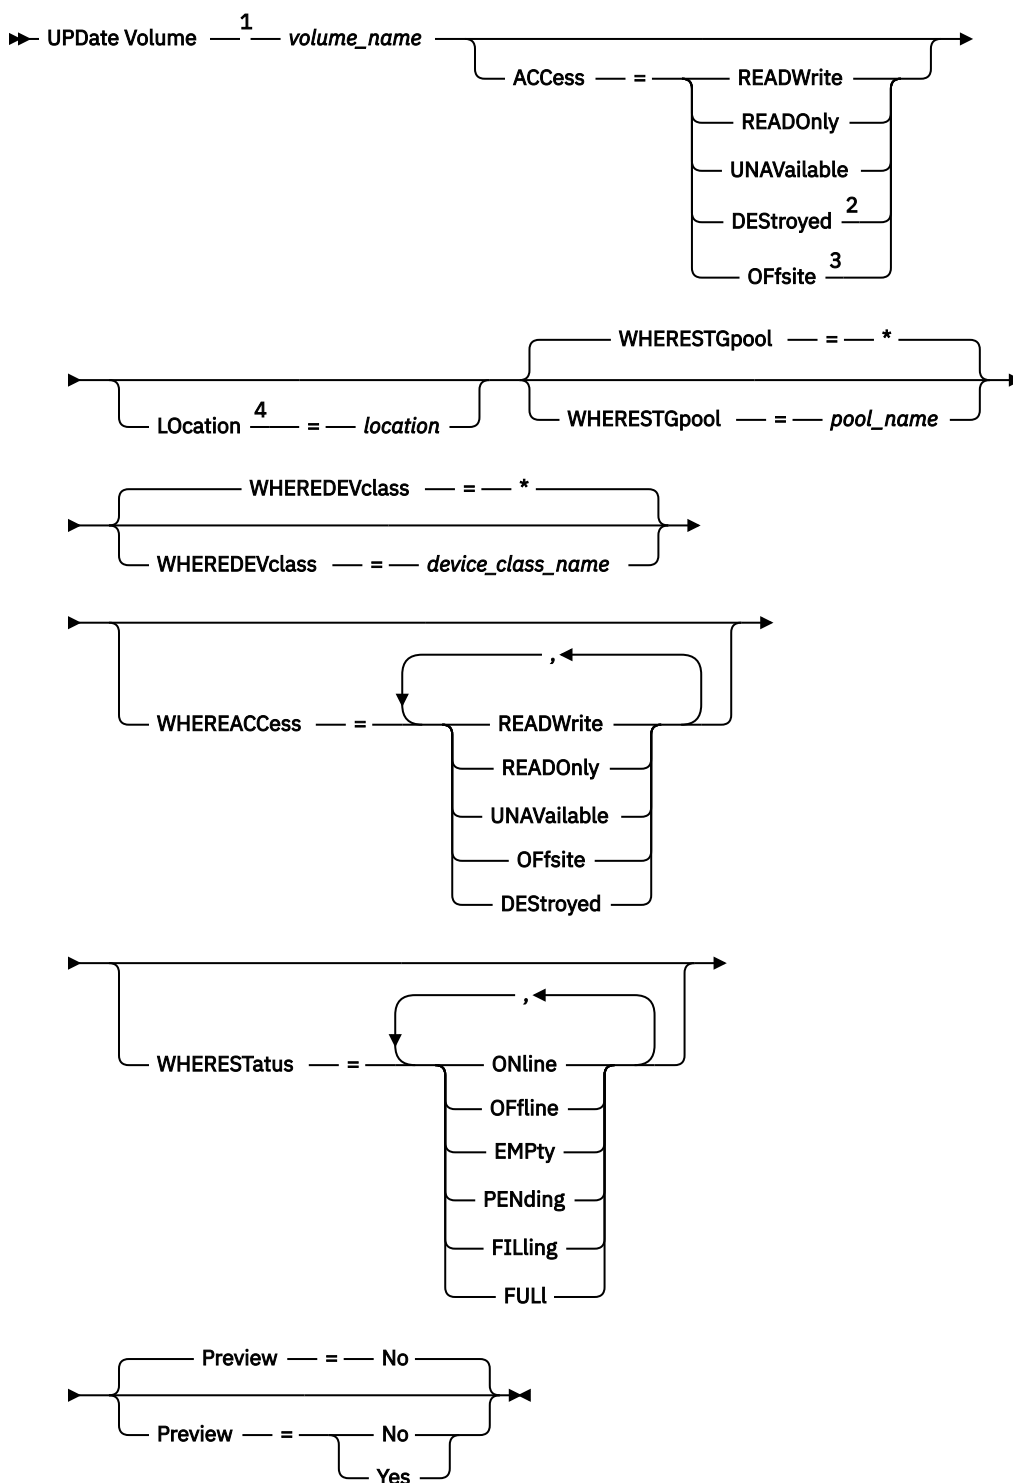 UPDate Volume 1 volume_name
ACCess = READWrite
READOnly
UNAVailable
DEStroyed 2
OFfsite 3
WHERESTGpool = *
LOcation 4 = location
WHERESTGpool = pool_name
WHEREDEVclass = *
WHEREDEVclass = device_class_name
,
WHEREACCess = READWrite
READOnly
UNAVailable
OFfsite
DEStroyed
,
WHERESTatus = ONline
OFfline
EMPty
PENding
FILling
FULl
Preview = No
Preview = No
Yes